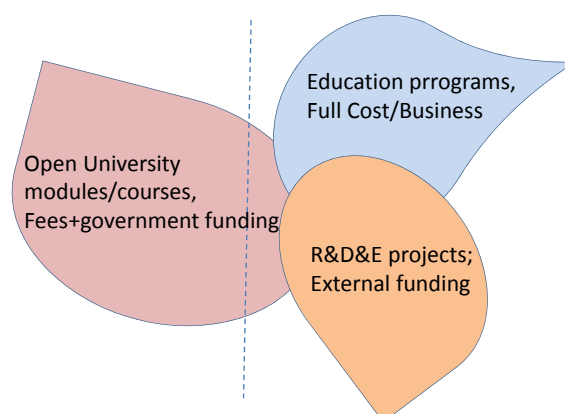 Education prrograms,
Full Cost/Business
Open University
modules/courses,
Fees+government funding
R&D&E projects;
External funding